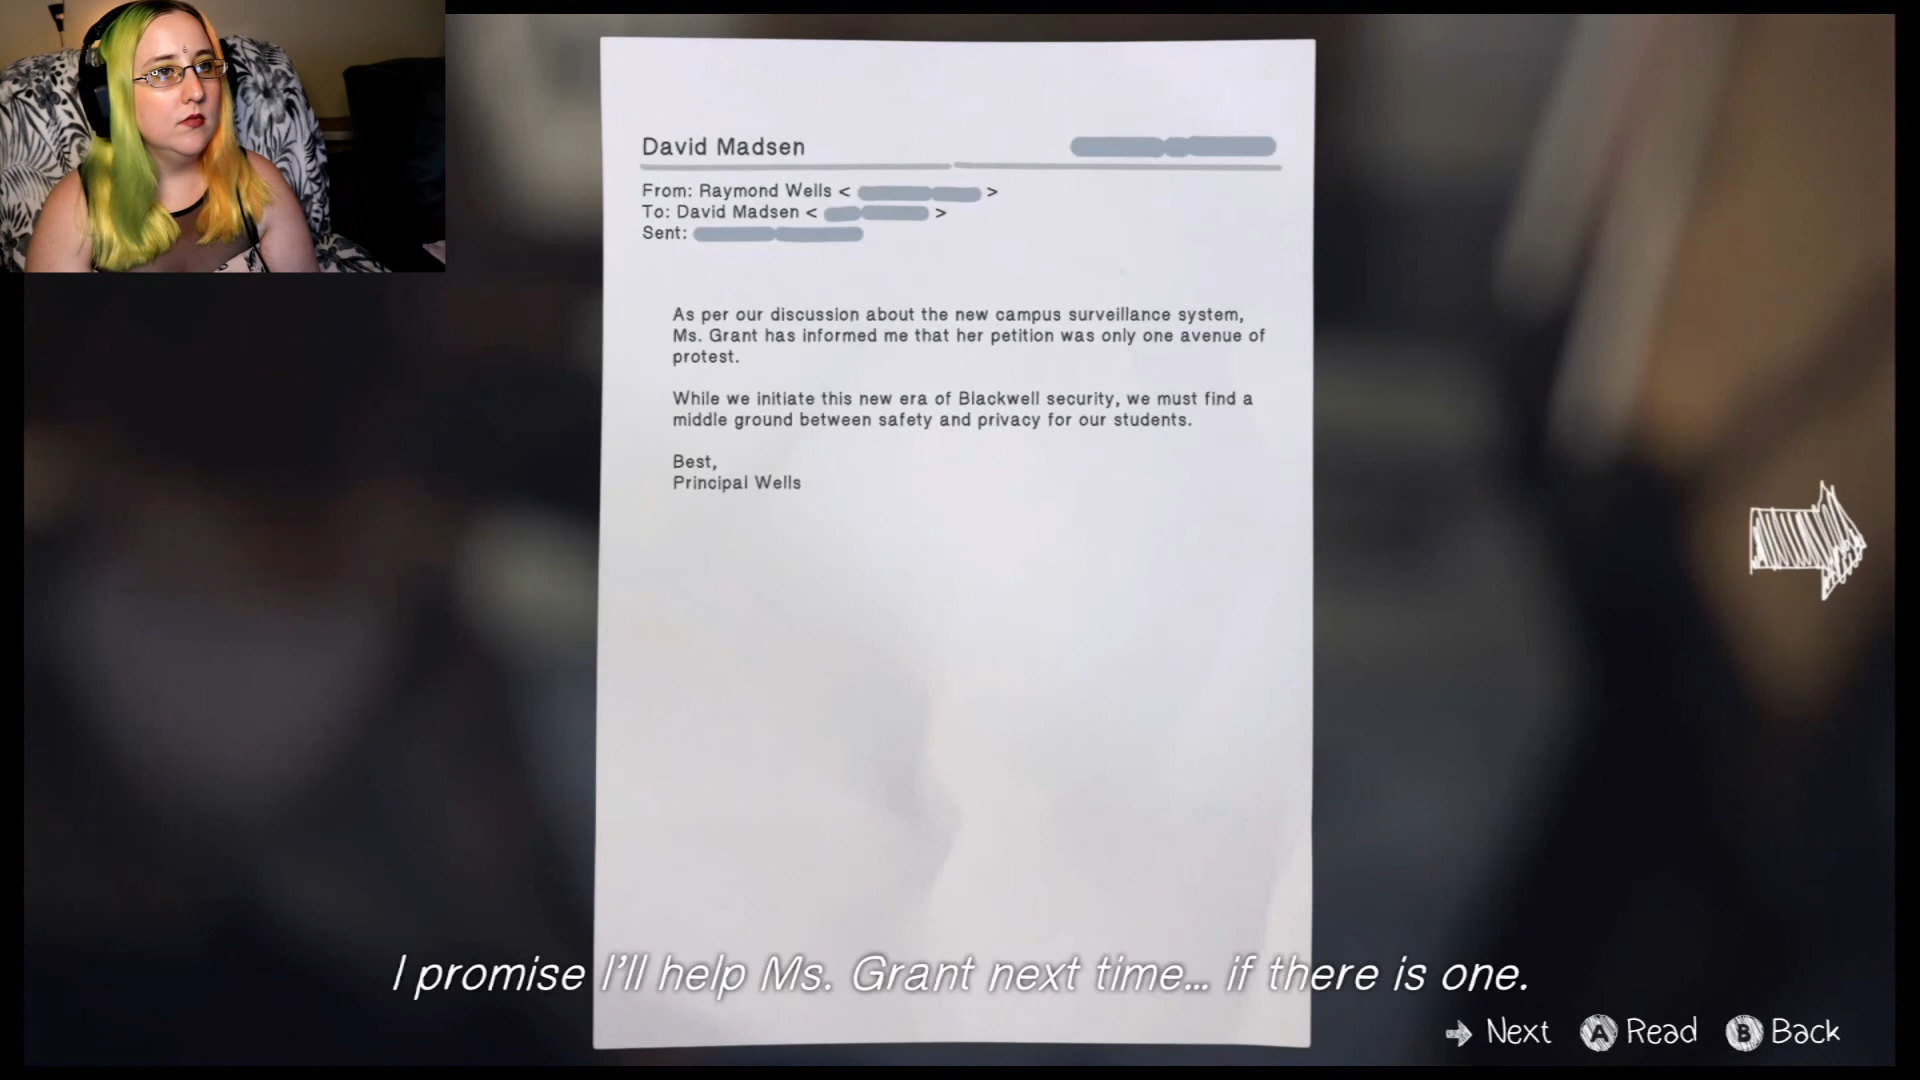 David Madsen
From: Raymond Wells < >
To: David Madsen < >
Sent:
As per our discussion about the new campus surveillance system,
Ms. Grant has informed me that her petition was only one avenue of
protest.
While we initiate this new era of Blackwell security, we must find a
middle ground between safety and privacy for our students.
Best,
Principal Wells
I promise I'll help Ms. Grant next time... if there is one.
Next A Read B Back